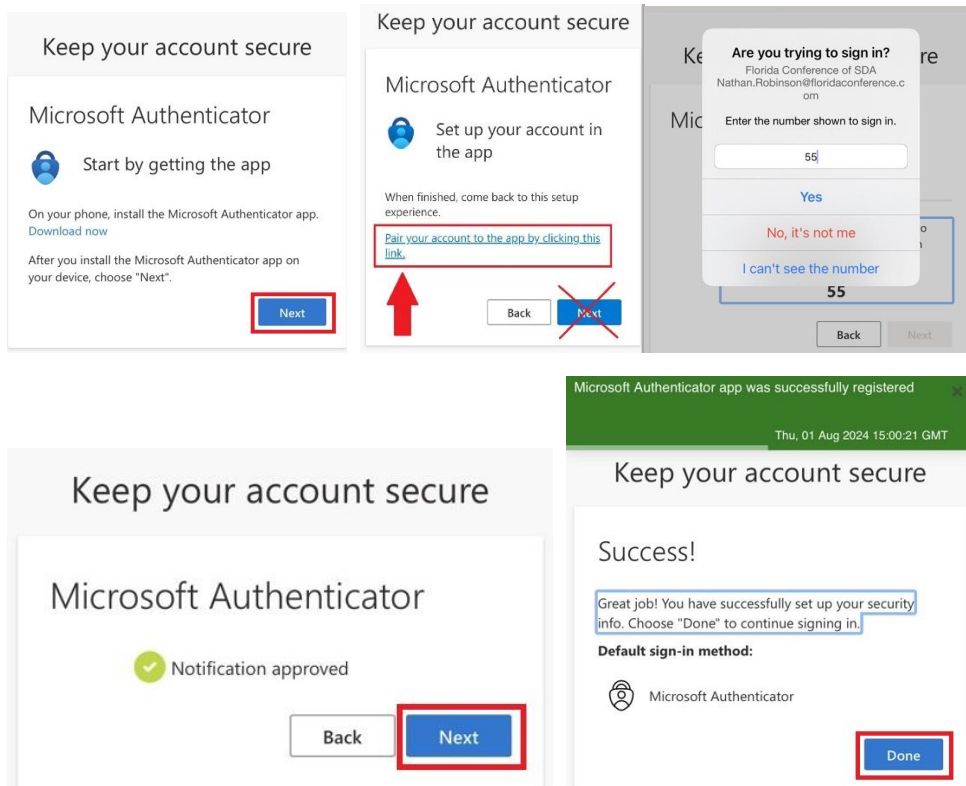 Keep your account secure
Microsoft Authenticator
Start by getting the app
On your phone, install the Microsoft Authenticator app.
Download now
After you install the Microsoft Authenticator app on
your device, choose "Next".
Next
Keep your account secure
Microsoft Authenticator
Set up your account in
the app
When finished, come back to this setup
experience.
Pair your account to the app by clicking this
link.
Back
Next
Ke
re
Mic
Are you trying to sign in?
Florida Conference of SDA
Nathan.Robinson@floridaconference.c
om
Enter the number shown to sign in.
55
Yes
No, it's not me
I can't see the number
55
Back
Next
Keep your account secure
Microsoft Authenticator
Notification approved
Back
Next
Microsoft Authenticator app was successfully registered
Thu, 01 Aug 2024 15:00:21 GMT
Keep your account secure
Success!
Great job! You have successfully set up your security
info. Choose "Done" to continue signing in.
Default sign-in method:
Microsoft Authenticator
Done